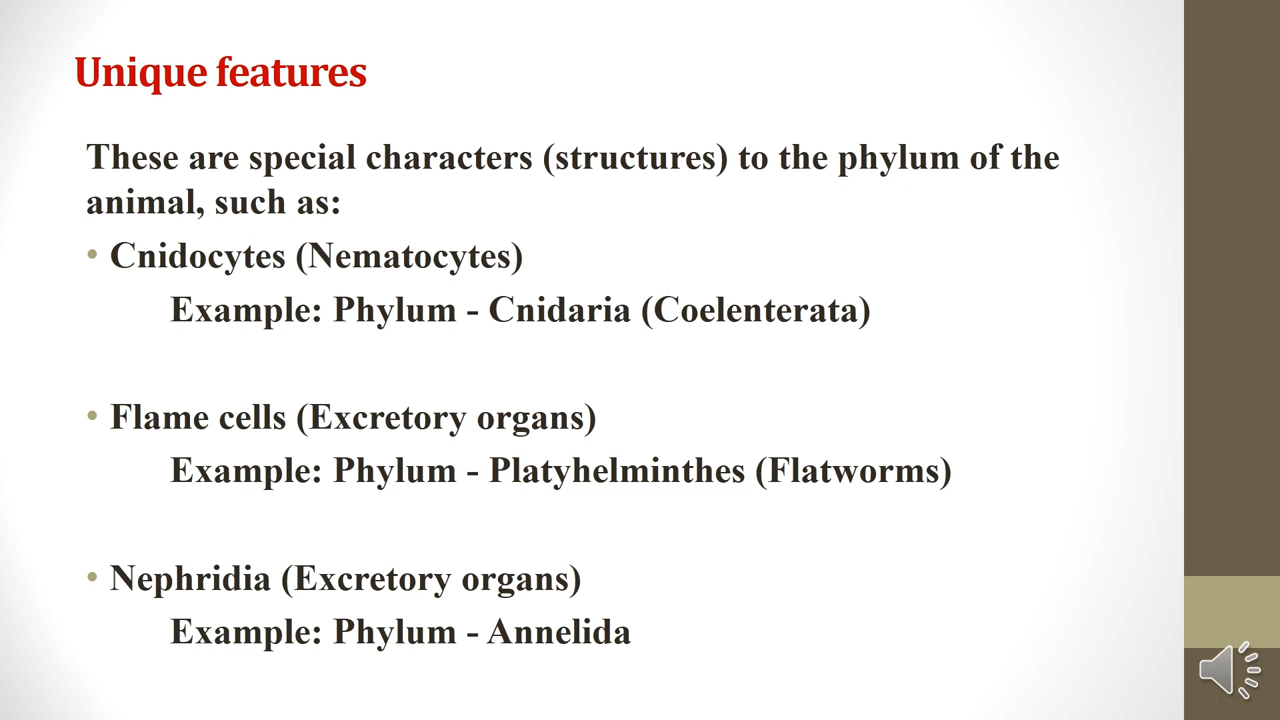 Unique features
These are special characters (structures) to the phylum of the
animal, such as:
• Cnidocytes (Nematocytes)
Example: Phylum - Cnidaria (Coelenterata)
• Flame cells (Excretory organs)
Example: Phylum - Platyhelminthes (Flatworms)
• Nephridia (Excretory organs)
Example: Phylum - Annelida